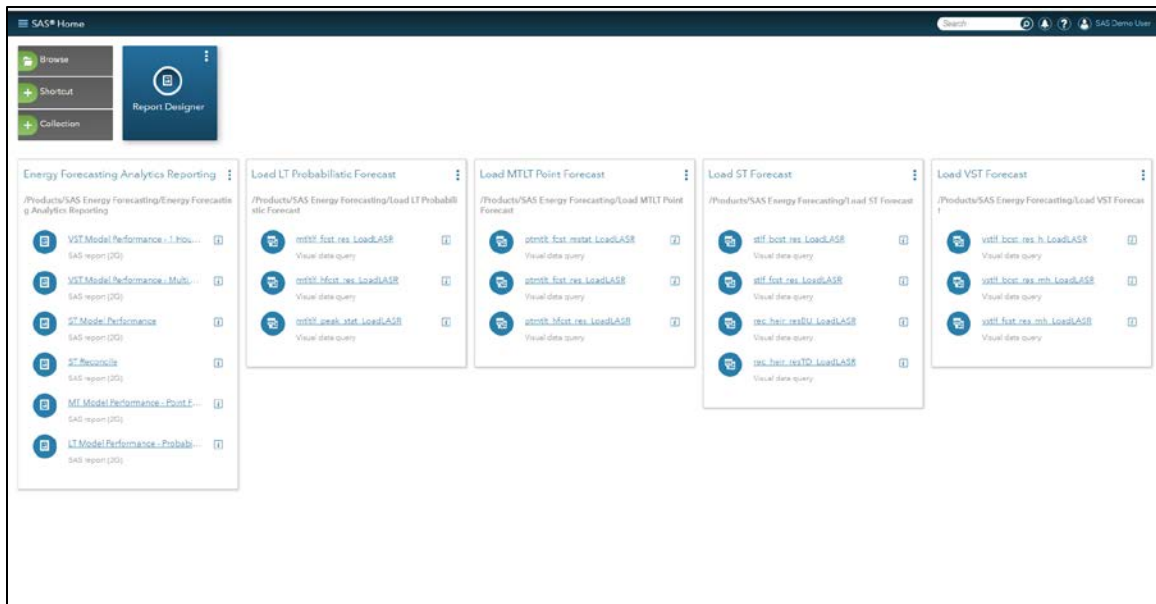 SAS® Home
Search
SAS Demo User
Browse
Shortcut
Collection
Report Designer
Energy Forecasting Analytics Reporting
/Products/SAS Energy Forecasting/Energy Forecastin
g Analytics Reporting
VST Model Performance - 1 Hou...
SAS report (2G)
VST Model Performance - Multi...
SAS report (2G)
ST Model Performance
SAS report (2G)
ST Reconcile
SAS report (2G)
MT Model Performance - Point F...
SAS report (2G)
LT Model Performance - Probabi...
SAS report (2G)
Load LT Probabilistic Forecast
/Products/SAS Energy Forecasting/Load LT Probabili
stic Forecast
mtltlf_fcst_res_LoadLASR
Visual data query
mtltlf_hfcst_res_LoadLASR
Visual data query
mtltlf_peak_stat_LoadLASR
Visual data query
Load MTLT Point Forecast
/Products/SAS Energy Forecasting/Load MTLT Point
Forecast
ptmtlt_fcst_mstat_LoadLASR
Visual data query
ptmtlt_fcst_res_LoadLASR
Visual data query
ptmtlt_hfcst_res_LoadLASR
Visual data query
Load ST Forecast
/Products/SAS Energy Forecasting/Load ST Forecast
stlf_bcst_res_LoadLASR
Visual data query
stlf_fcst_res_LoadLASR
Visual data query
rec_heir_resBU_LoadLASR
Visual data query
rec_heir_resTD_LoadLASR
Visual data query
Load VST Forecast
/Products/SAS Energy Forecasting/Load VST Forecas
t
vstlf_bcst_res_h_LoadLASR
Visual data query
vstlf_bcst_res_mh_LoadLASR
Visual data query
vstlf_fcst_res_mh_LoadLASR
Visual data query